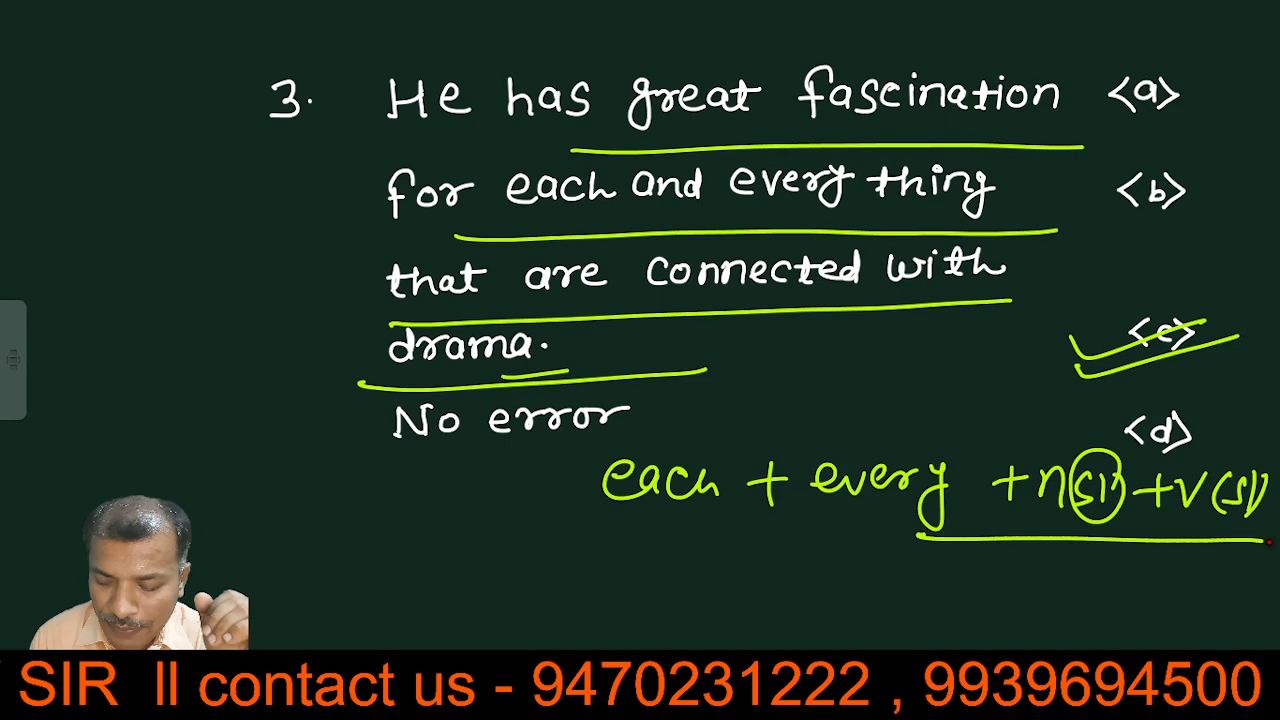 3. He has great fascination <a>
for each and every thing <b>
that are connected with
drama. <c>
No error <d>
each + every + n(s) + v(s)
SIR ll contact us - 9470231222 , 9939694500